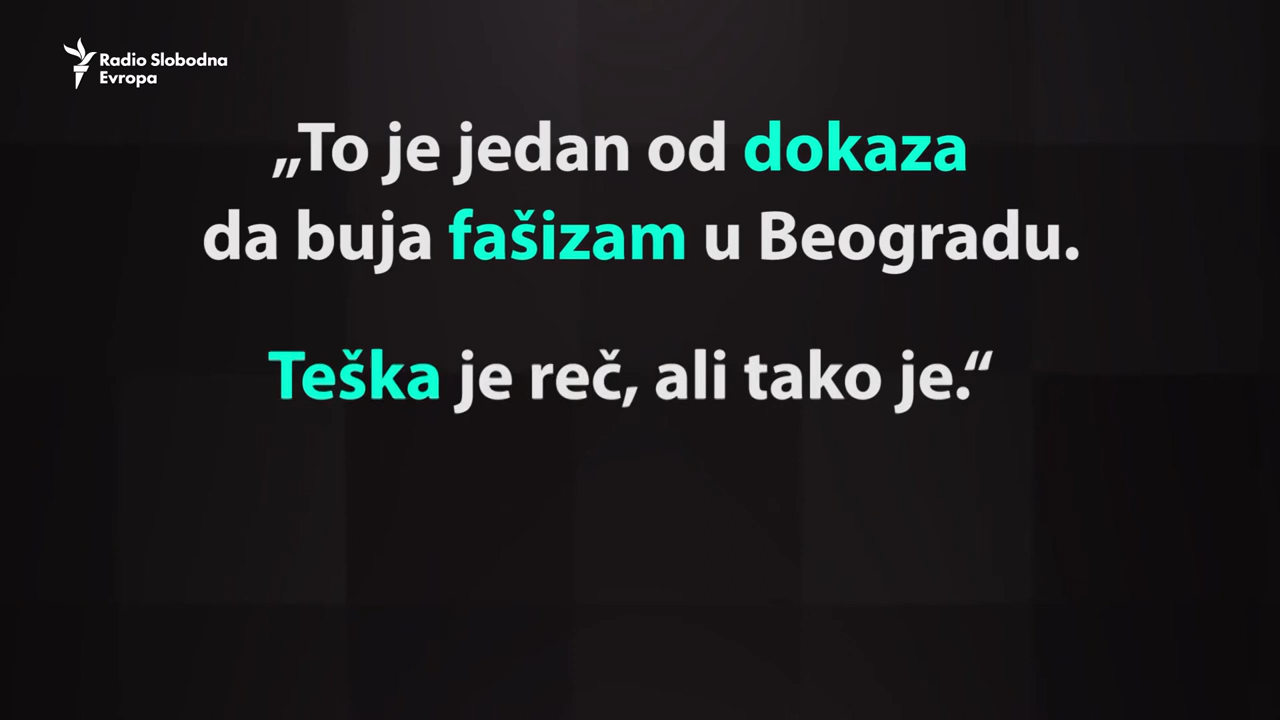 Radio Slobodna
Evropa
„To je jedan od dokaza
da buja fašizam u Beogradu.
Teška je reč, ali tako je.“